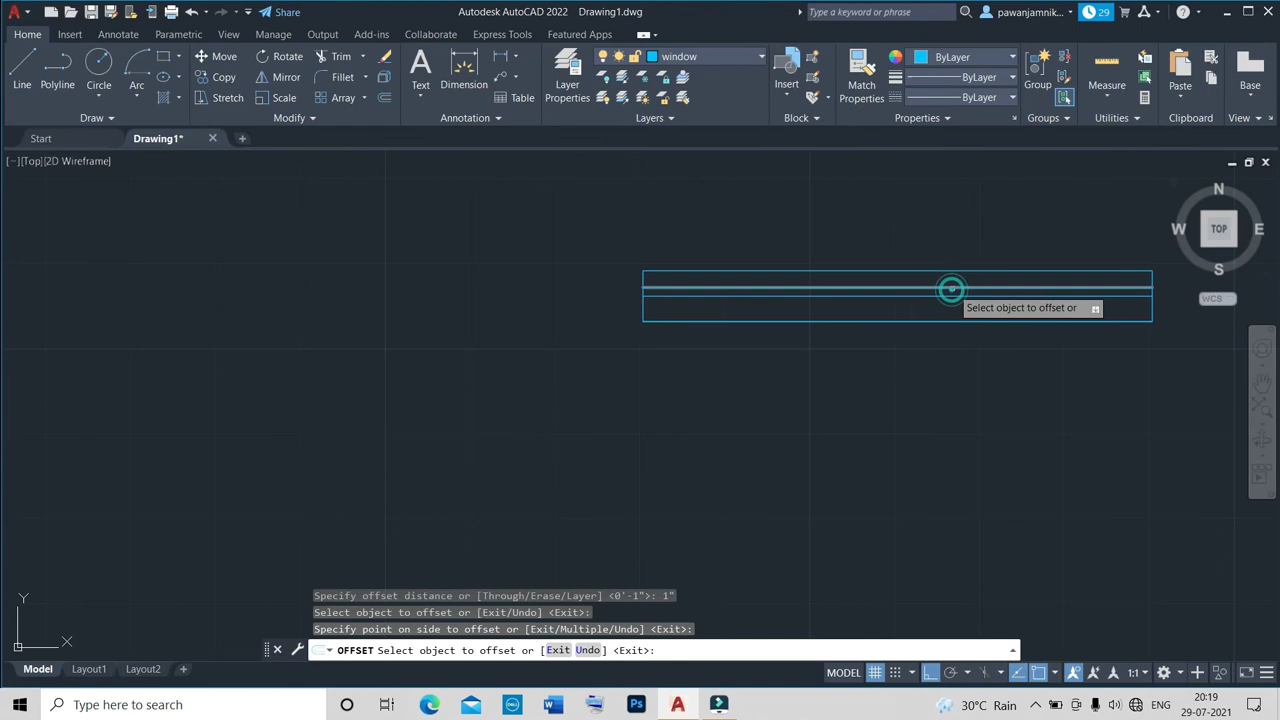 Share
Autodesk AutoCAD 2022 Drawing1.dwg
Type a keyword or phrase
pawanjamnik...
29
Home Insert Annotate Parametric View Manage Output Add-ins Collaborate Express Tools Featured Apps
Line
Polyline
Circle
Arc
Draw
Move
Rotate
Trim
Copy
Mirror
Fillet
Stretch
Scale
Array
Modify
Text
Dimension
Table
Annotation
Layer
Properties
window
Layers
Insert
Block
Match
Properties
ByLayer
ByLayer
ByLayer
Properties
Group
Groups
Measure
Utilities
Paste
Clipboard
Base
View
Start
Drawing1*
[−][Top][2D Wireframe]
N
W
TOP
E
S
WCS
Select object to offset or
Y
X
Specify offset distance or [Through/Erase/Layer] <0'-1">: 1"
Select object to offset or [Exit/Undo] <Exit>:
Specify point on side to offset or [Exit/Multiple/Undo] <Exit>:
OFFSET Select object to offset or [Exit Undo] <Exit>:
Model Layout1 Layout2
MODEL
1:1
Type here to search
30°C Rain
ENG
20:19
29-07-2021